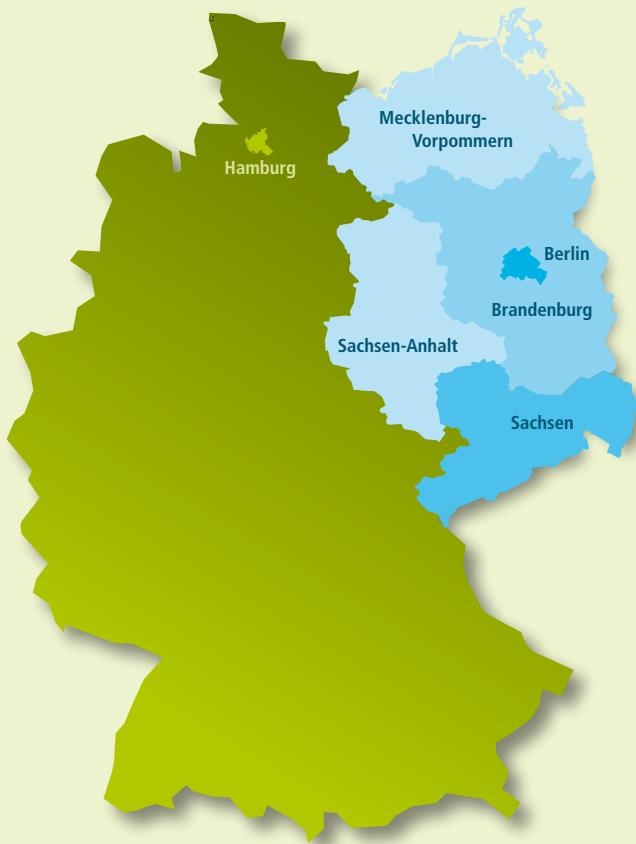 Mecklenburg-
Vorpommern
Hamburg
Berlin
Brandenburg
Sachsen-Anhalt
Sachsen